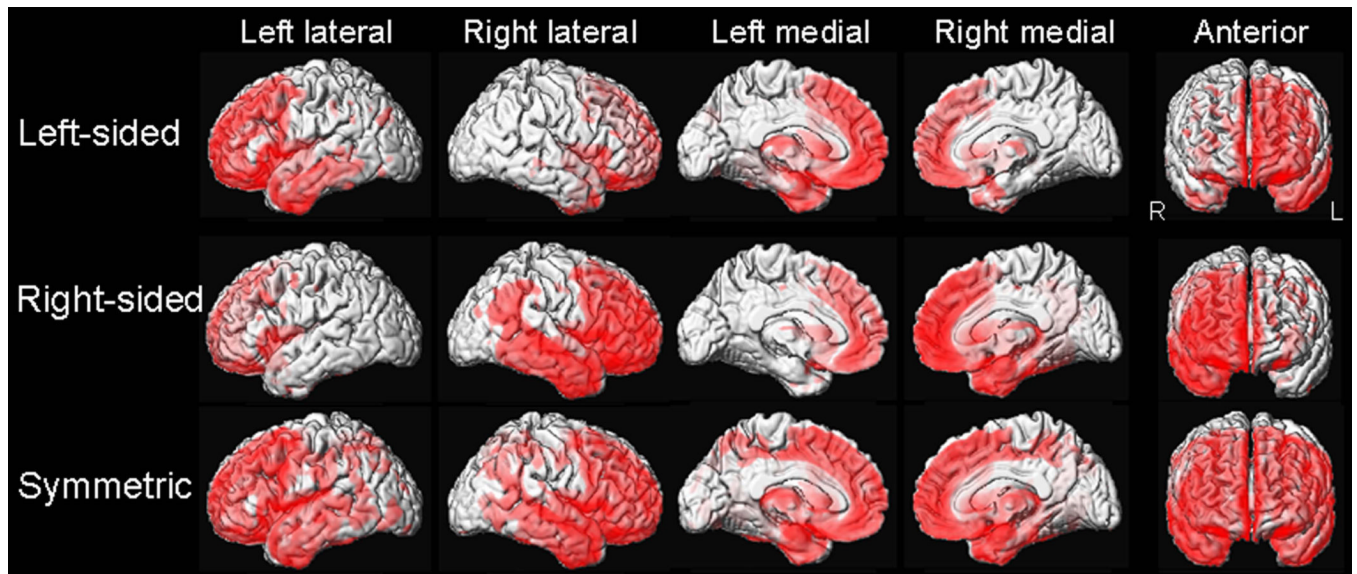 Left lateral Right lateral Left medial Right medial Anterior
Left-sided
R L
Right-sided
Symmetric